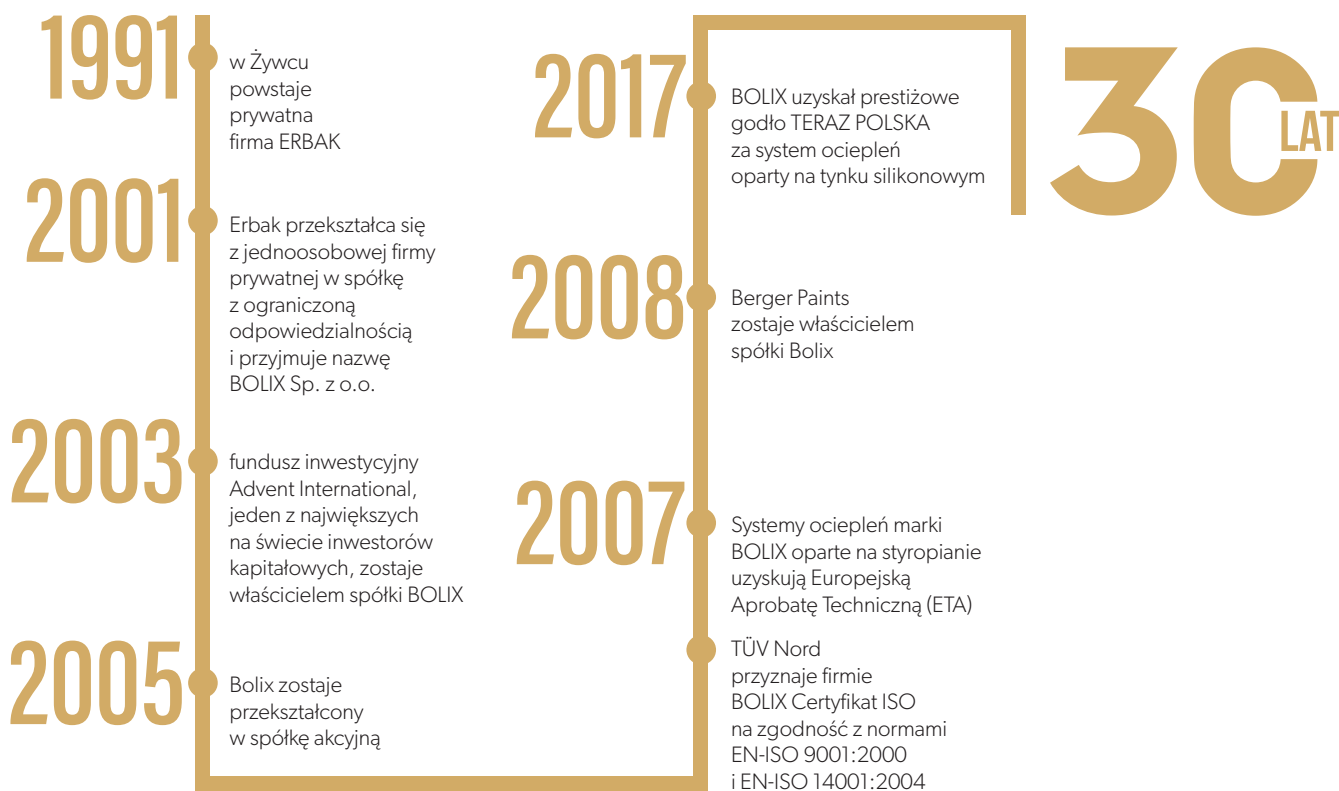 1991
w Żywcu
powstaje
prywatna
firma ERBAK
2001
Erbak przekształca się
z jednoosobowej firmy
prywatnej w spółkę
z ograniczoną
odpowiedzialnością
i przyjmuje nazwę
BOLIX Sp. z o.o.
2003
fundusz inwestycyjny
Advent International,
jeden z największych
na świecie inwestorów
kapitałowych, zostaje
właścicielem spółki BOLIX
2005
Bolix zostaje
przekształcony
w spółkę akcyjną
TÜV Nord
przyznaje firmie
BOLIX Certyfikat ISO
na zgodność z normami
EN-ISO 9001:2000
i EN-ISO 14001:2004
2007
Systemy ociepleń marki
BOLIX oparte na styropianie
uzyskują Europejską
Aprobatę Techniczną (ETA)
2008
Berger Paints
zostaje właścicielem
spółki Bolix
2017
BOLIX uzyskał prestiżowe
godło TERAZ POLSKA
za system ociepleń
oparty na tynku silikonowym
30 LAT